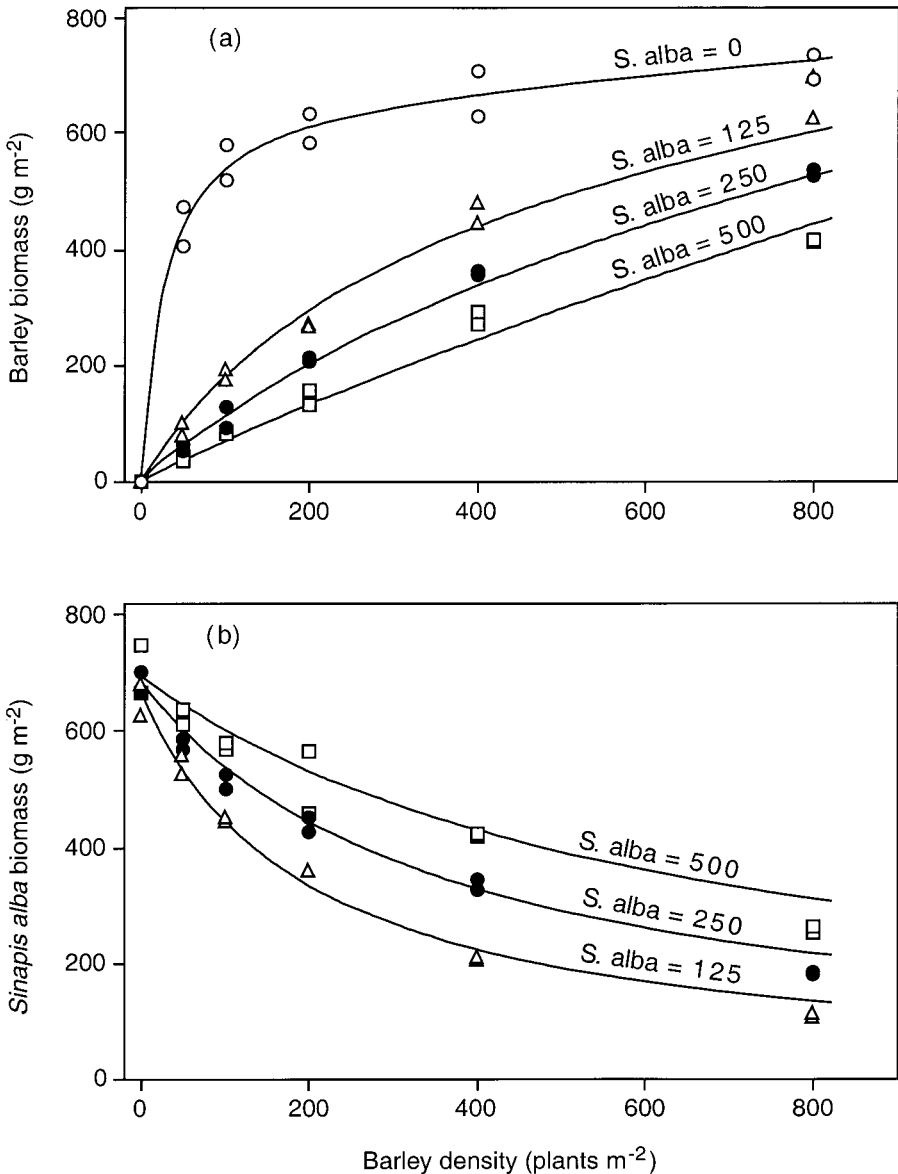 (a)
S. alba = 0
S. alba = 125
S. alba = 250
S. alba = 500
Barley biomass (g m⁻²)
800
600
400
200
0
0 200 400 600 800
(b)
S. alba = 500
S. alba = 250
S. alba = 125
Sinapis alba biomass (g m⁻²)
800
600
400
200
0
0 200 400 600 800
Barley density (plants m⁻²)